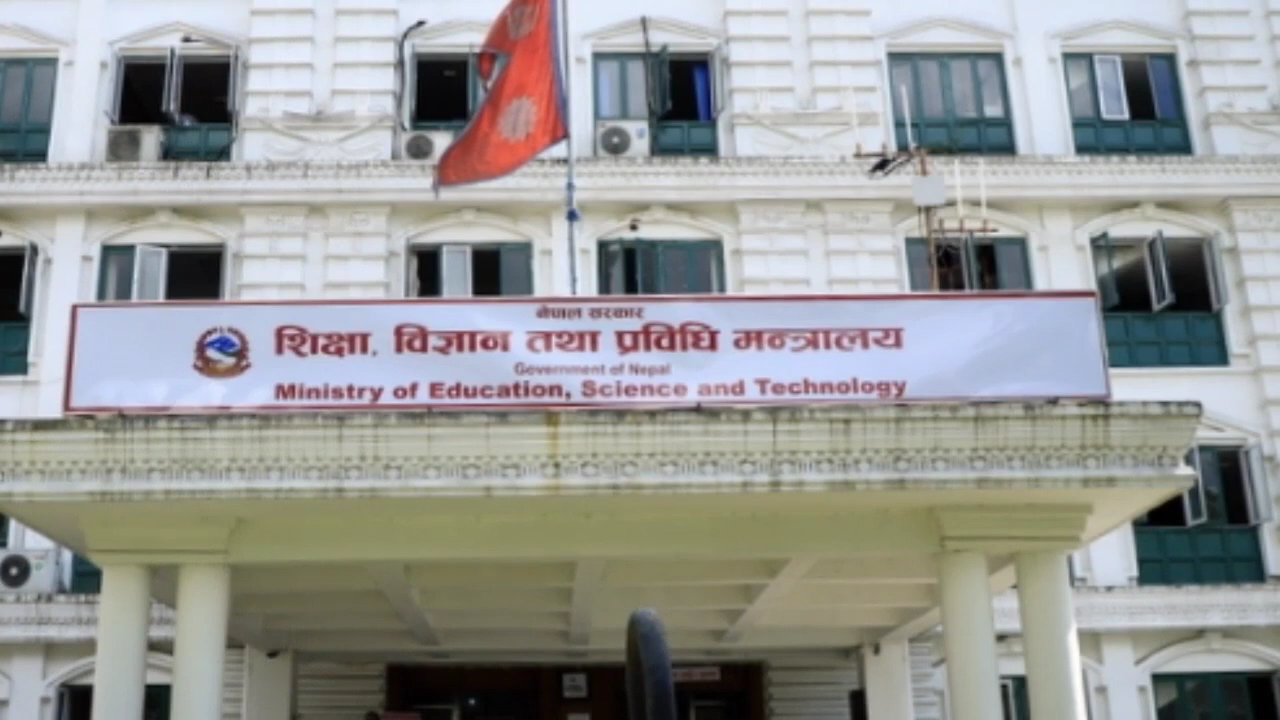 नेपाल सरकार
शिक्षा, विज्ञान तथा प्रविधि मन्त्रालय
Government of Nepal
Ministry of Education, Science and Technology